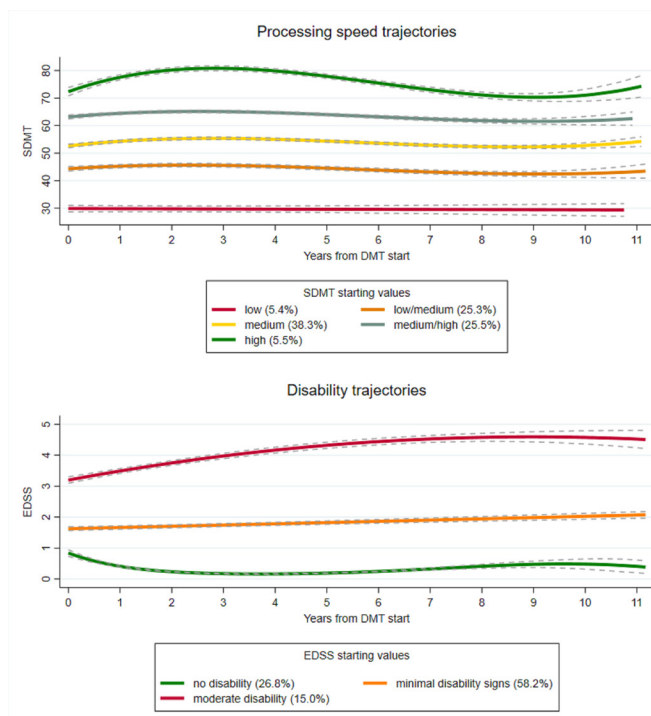 Processing speed trajectories
80
70
60
50
40
30
SDMT
0 1 2 3 4 5 6 7 8 9 10 11
Years from DMT start
SDMT starting values
low (5.4%) low/medium (25.3%)
medium (38.3%) medium/high (25.5%)
high (5.5%)
Disability trajectories
5
4
3
2
1
0
EDSS
0 1 2 3 4 5 6 7 8 9 10 11
Years from DMT start
EDSS starting values
no disability (26.8%) minimal disability signs (58.2%)
moderate disability (15.0%)